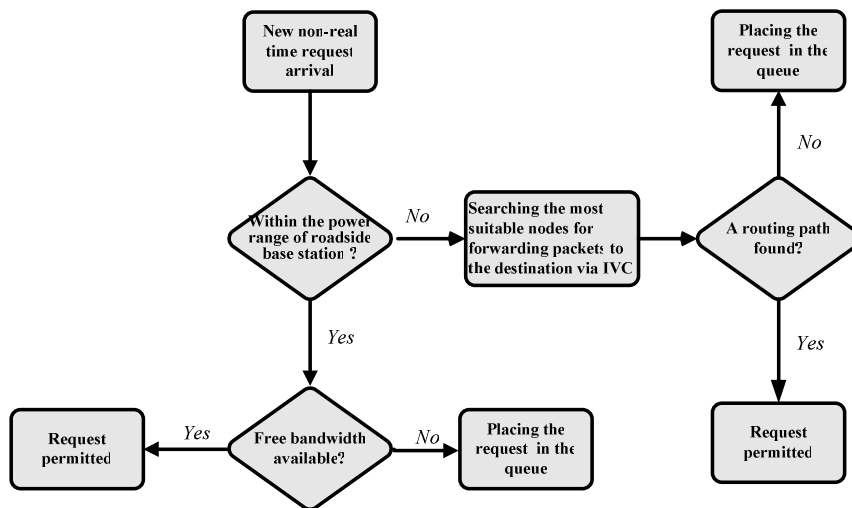 New non-real
time request
arrival
Placing the
request in the
queue
No
Within the power
range of roadside
base station ?
No
Searching the most
suitable nodes for
forwarding packets to
the destination via IVC
A routing path
found?
Yes
Yes
Request
permitted
Yes
Free bandwidth
available?
No
Placing the
request in the
queue
Request
permitted